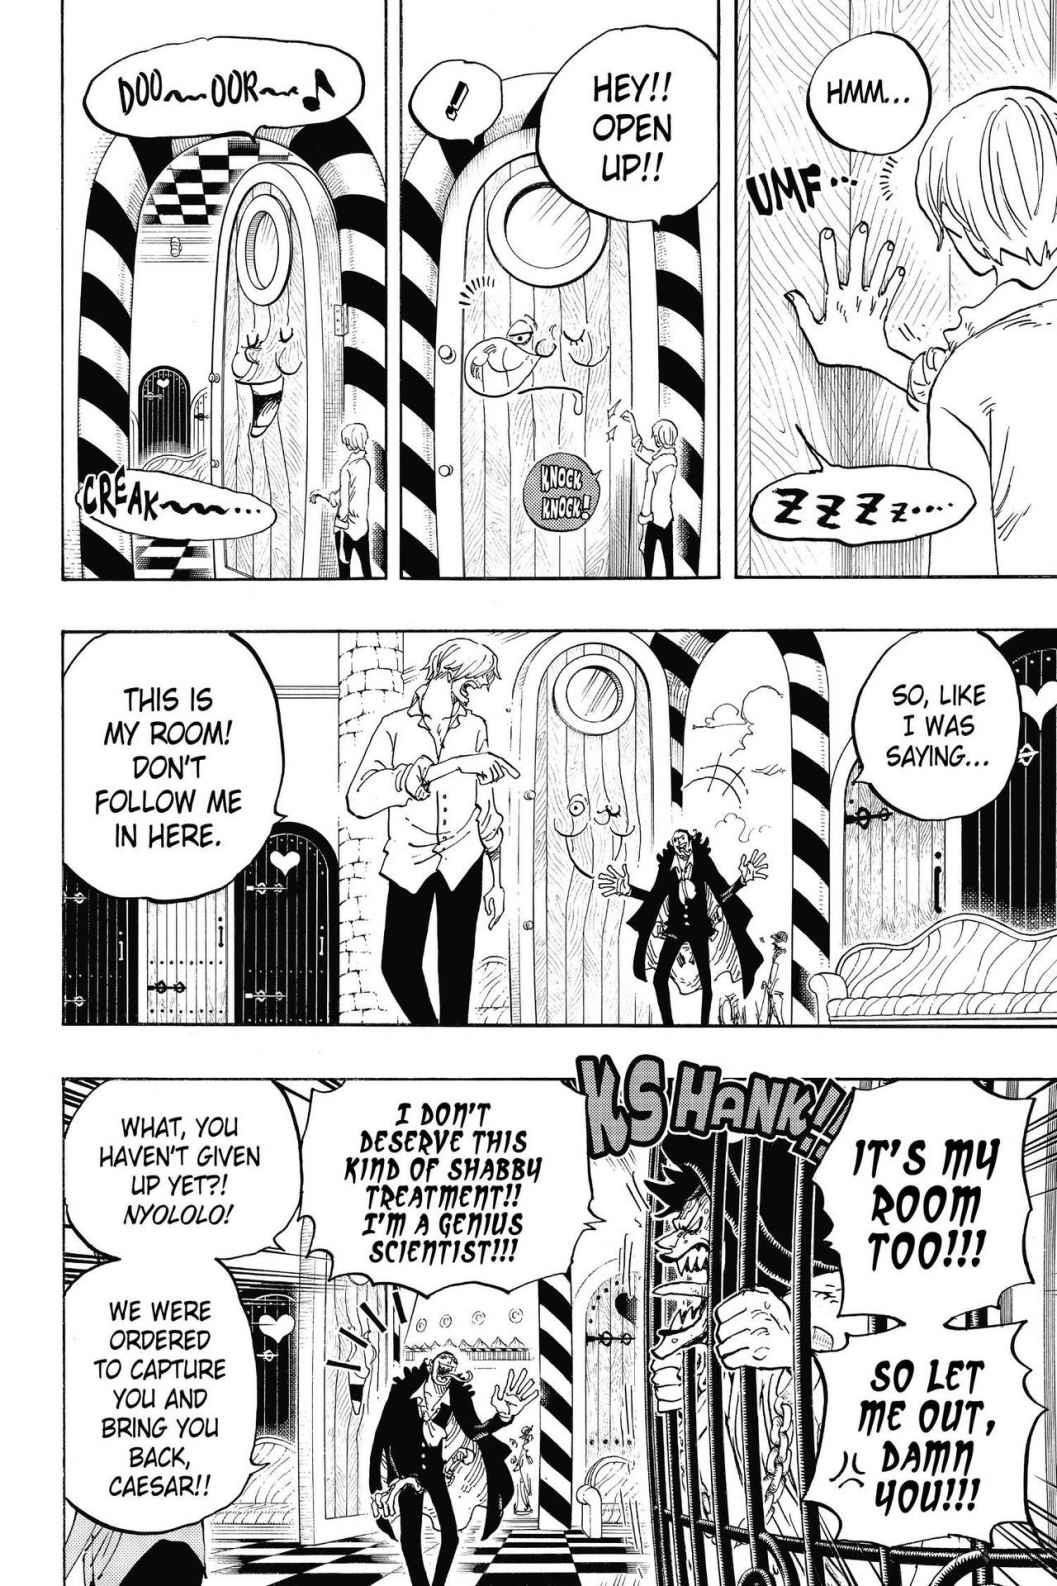 HMM...
UMF...
ZZZZ....
HEY!!
OPEN
UP!!
!
KNOCK
KNOCK!
DOO~~OOR~~♪
CREAK~~~...
SO, LIKE
I WAS
SAYING...
THIS IS
MY ROOM!
DON'T
FOLLOW ME
IN HERE.
KSHANK!!
IT'S MY
ROOM
TOO!!!
SO LET
ME OUT,
DAMN
YOU!!!
I DON'T
DESERVE THIS
KIND OF SHABBY
TREATMENT!!
I'M A GENIUS
SCIENTIST!!!
WHAT, YOU
HAVEN'T GIVEN
UP YET?!
NYOLOLO!
WE WERE
ORDERED
TO CAPTURE
YOU AND
BRING YOU
BACK,
CAESAR!!